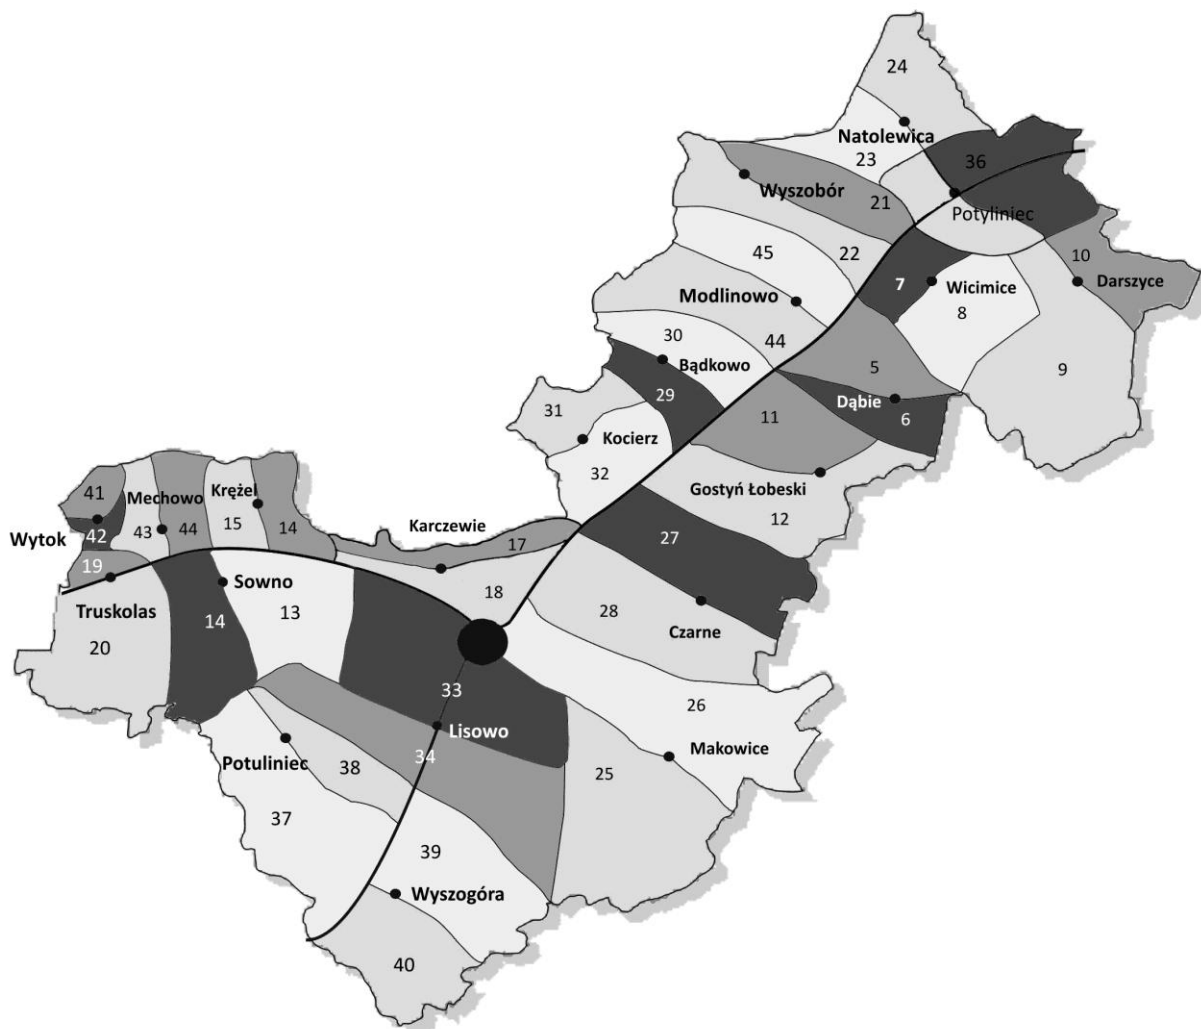 24
Natolewica
23
36
Wyszobór
21
Potyliniec
22
45
10
Darszyce
7
Wicimice
8
Modlinowo
30
44
Bądkowo
5
9
29
Dąbie
6
31
11
Kocierz
32
Gostyń Łobeski
12
41
Mechowo
Krężel
42
43
44
15
14
Wytok
Karczewie
17
27
19
Sowno
18
Truskolas
14
13
28
Czarne
20
33
26
Lisowo
Makowice
34
Potuliniec
38
25
37
39
Wyszogóra
40